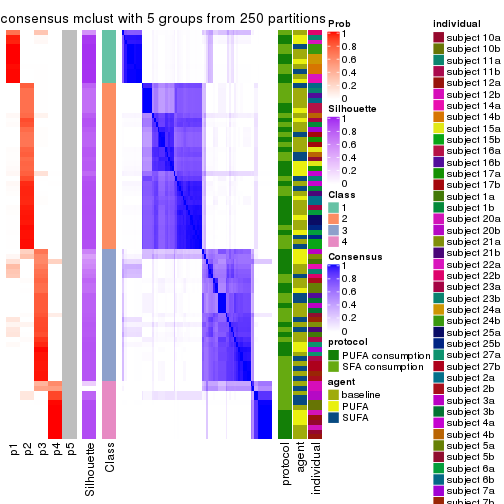 consensus mclust with 5 groups from 250 partitions
p1
p2
p3
p4
p5
Silhouette
Class
protocol
agent
individual
Prob
1
0.8
0.6
0.4
0.2
0
Silhouette
1
0.8
0.6
0.4
0.2
0
Class
1
2
3
4
Consensus
1
0.8
0.6
0.4
0.2
0
protocol
PUFA consumption
SFA consumption
agent
baseline
PUFA
SUFA
individual
subject 10a
subject 10b
subject 11a
subject 11b
subject 12a
subject 12b
subject 14a
subject 14b
subject 15a
subject 15b
subject 16a
subject 16b
subject 17a
subject 17b
subject 1a
subject 1b
subject 20a
subject 20b
subject 21a
subject 21b
subject 22a
subject 22b
subject 23a
subject 23b
subject 24a
subject 24b
subject 25a
subject 25b
subject 27a
subject 27b
subject 2a
subject 2b
subject 3a
subject 3b
subject 4a
subject 4b
subject 5a
subject 5b
subject 6a
subject 6b
subject 7a
subject 7b